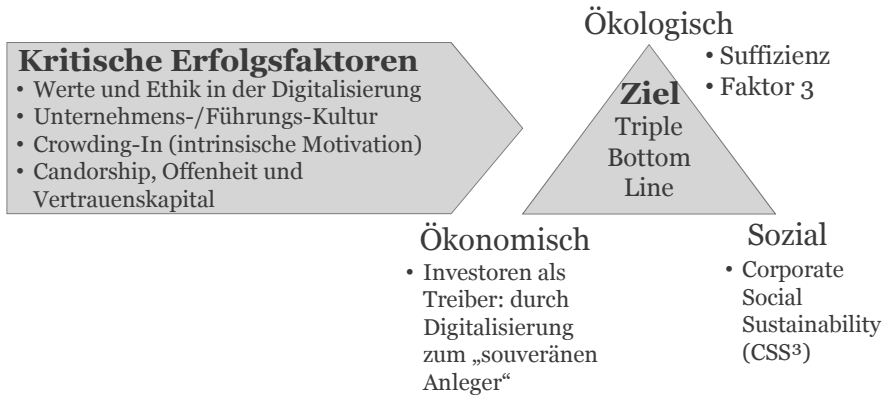 Kritische Erfolgsfaktoren
• Werte und Ethik in der Digitalisierung
• Unternehmens-/Führungs-Kultur
• Crowding-In (intrinsische Motivation)
• Candorship, Offenheit und
Vertrauenskapital
Ökologisch
• Suffizienz
• Faktor 3
Ziel
Triple
Bottom
Line
Ökonomisch
• Investoren als
Treiber: durch
Digitalisierung
zum „souveränen
Anleger“
Sozial
• Corporate
Social
Sustainability
(CSS³)